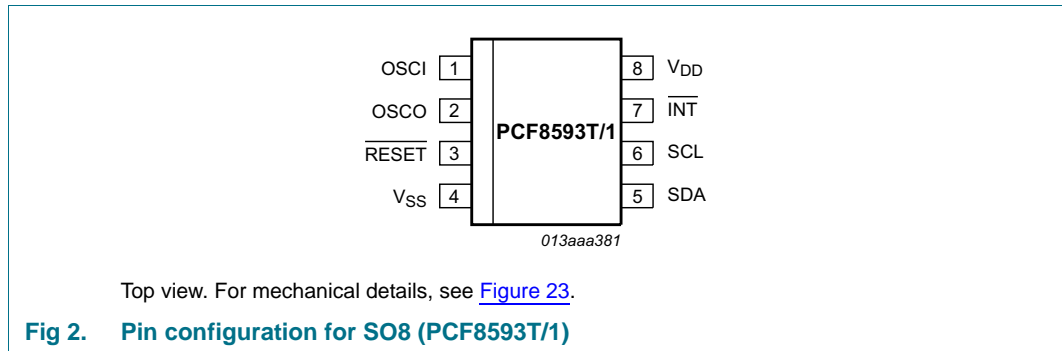 OSCI 1 8 VDD
OSCO 2 7 INT
PCF8593T/1
RESET 3 6 SCL
VSS 4 5 SDA
013aaa381
Top view. For mechanical details, see Figure 23.
Fig 2. Pin configuration for SO8 (PCF8593T/1)